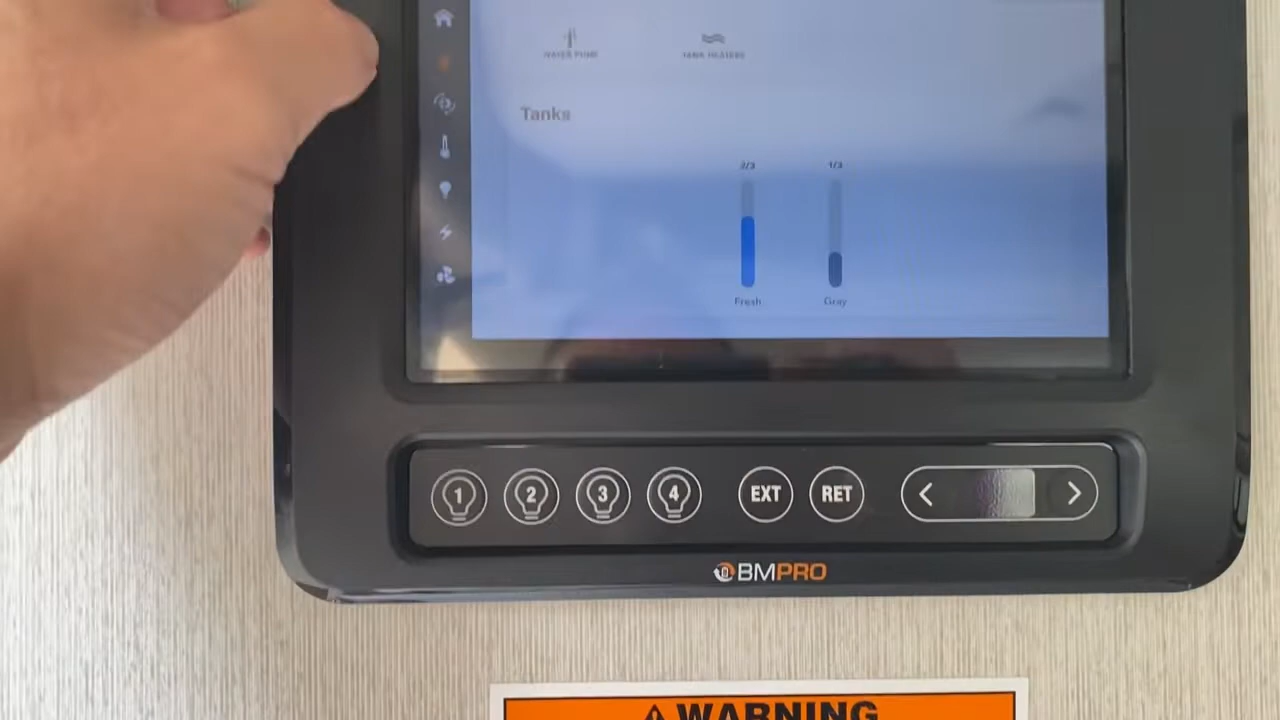 WATER PUMP
TANK HEATERS
Tanks
2/3
1/3
Fresh
Gray
1
2
3
4
EXT
RET
BMPRO
WARNING